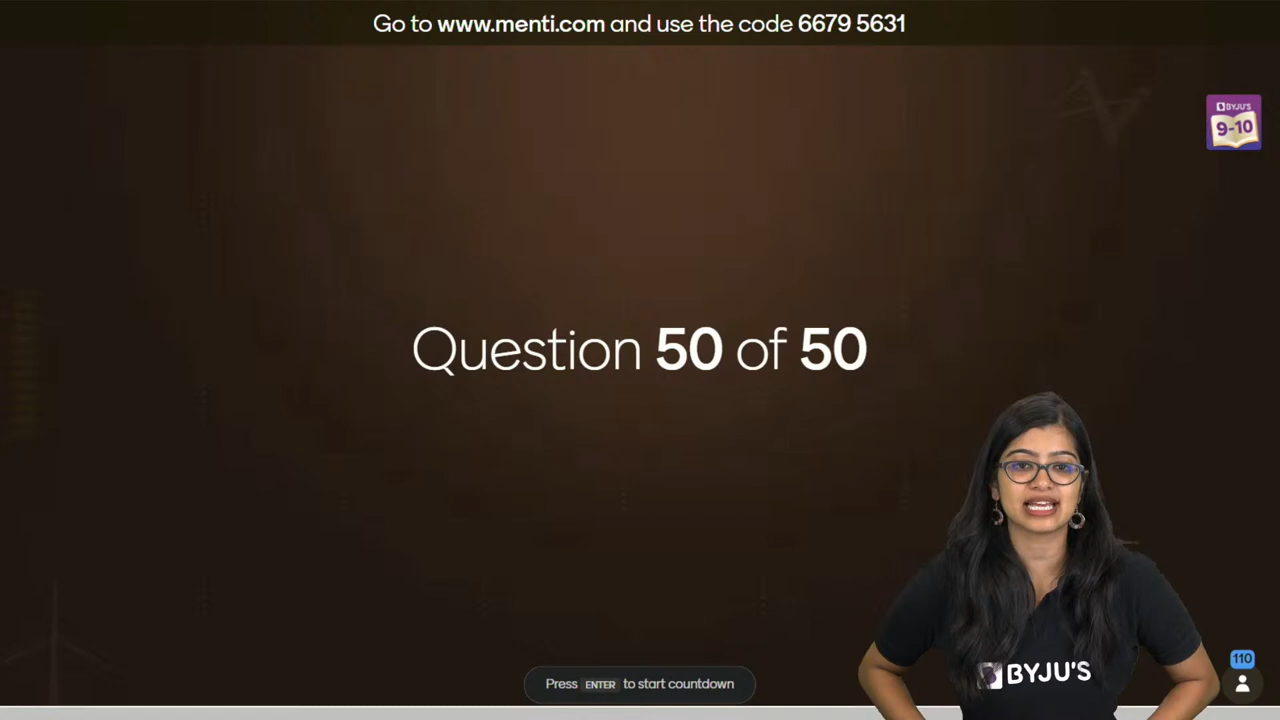 Go to www.menti.com and use the code 6679 5631
BYJU'S
9-10
Question 50 of 50
BYJU'S
110
Press ENTER to start countdown